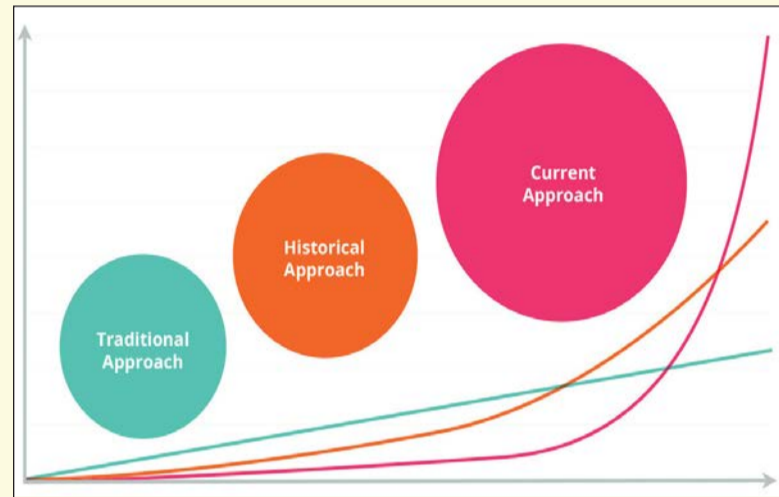 Traditional
Approach
Historical
Approach
Current
Approach